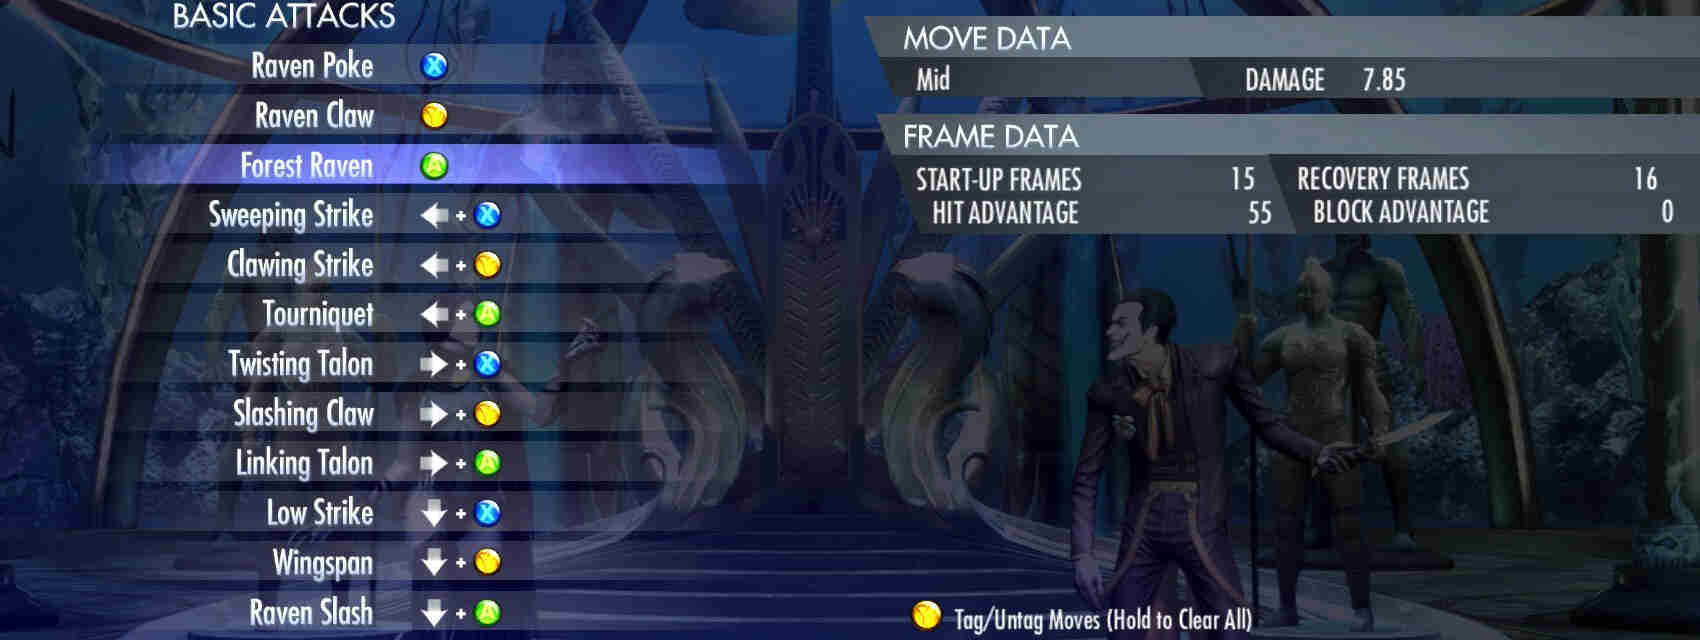 BASIC ATTACKS
Raven Poke X
Raven Claw Y
Forest Raven A
Sweeping Strike ← + X
Clawing Strike ← + Y
Tourniquet ← + A
Twisting Talon → + X
Slashing Claw → + Y
Linking Talon → + A
Low Strike ↓ + X
Wingspan ↓ + Y
Raven Slash ↓ + A
MOVE DATA
Mid DAMAGE 7.85
FRAME DATA
START-UP FRAMES 15 RECOVERY FRAMES 16
HIT ADVANTAGE 55 BLOCK ADVANTAGE 0
Y Tag/Untag Moves (Hold to Clear All)